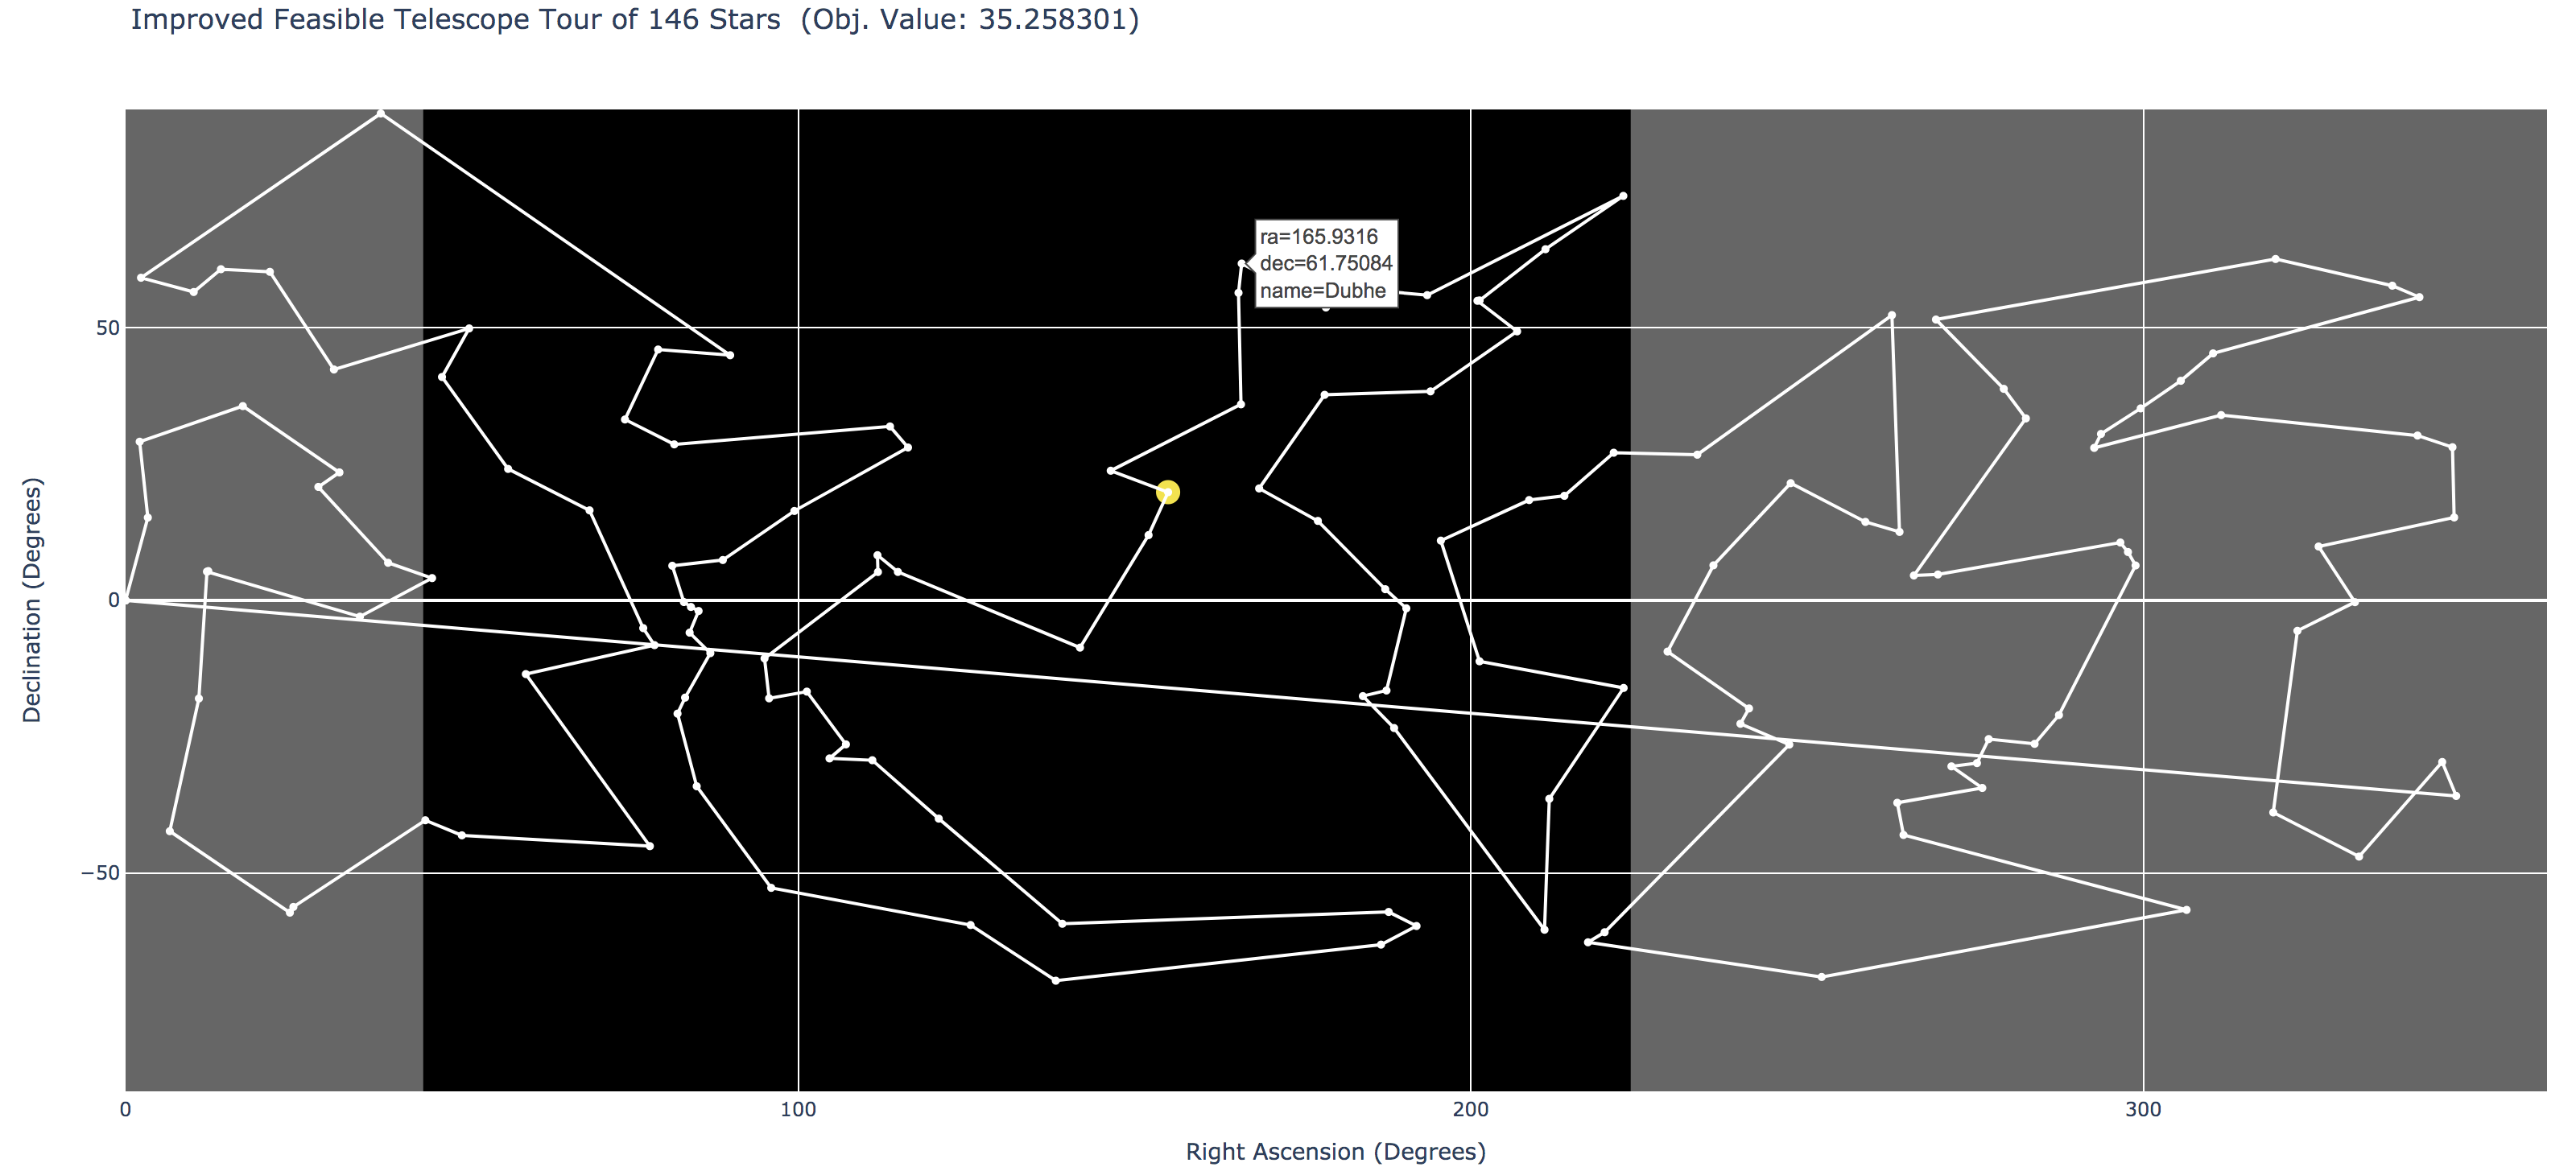 Improved Feasible Telescope Tour of 146 Stars (Obj. Value: 35.258301)
ra=165.9316
dec=61.75084
name=Dubhe
50
0
−50
Declination (Degrees)
0 100 200 300
Right Ascension (Degrees)